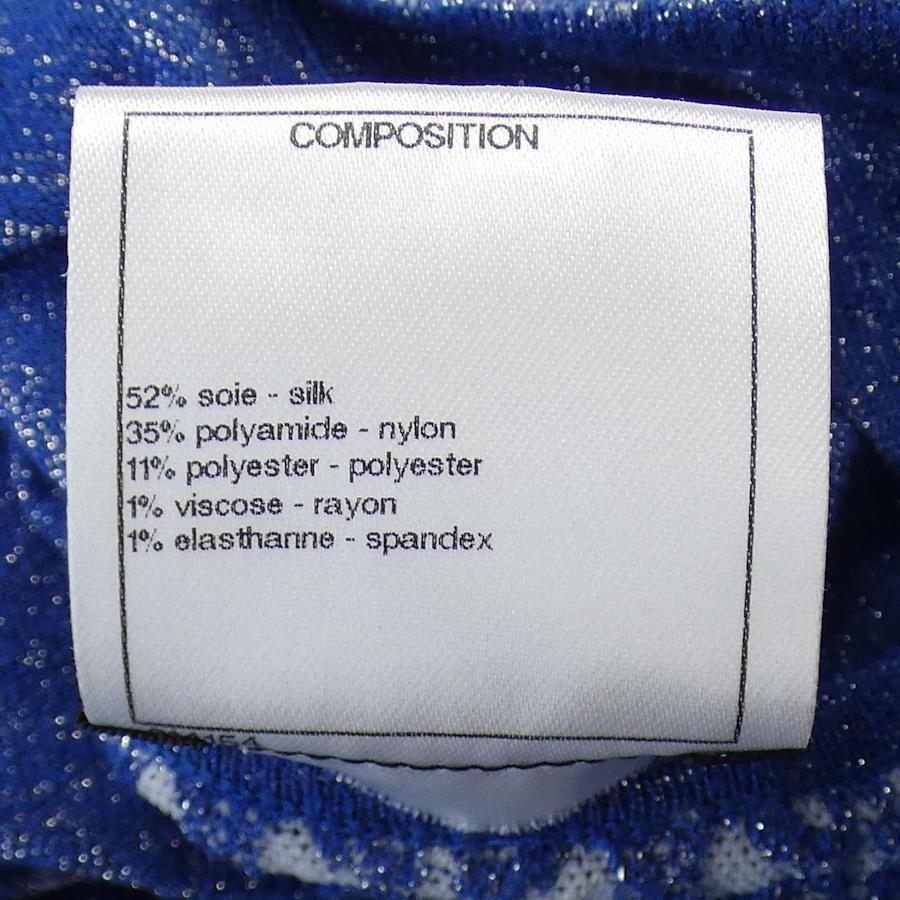 COMPOSITION
52% soie - silk
35% polyamide - nylon
11% polyester - polyester
1% viscose - rayon
1% elasthanne - spandex